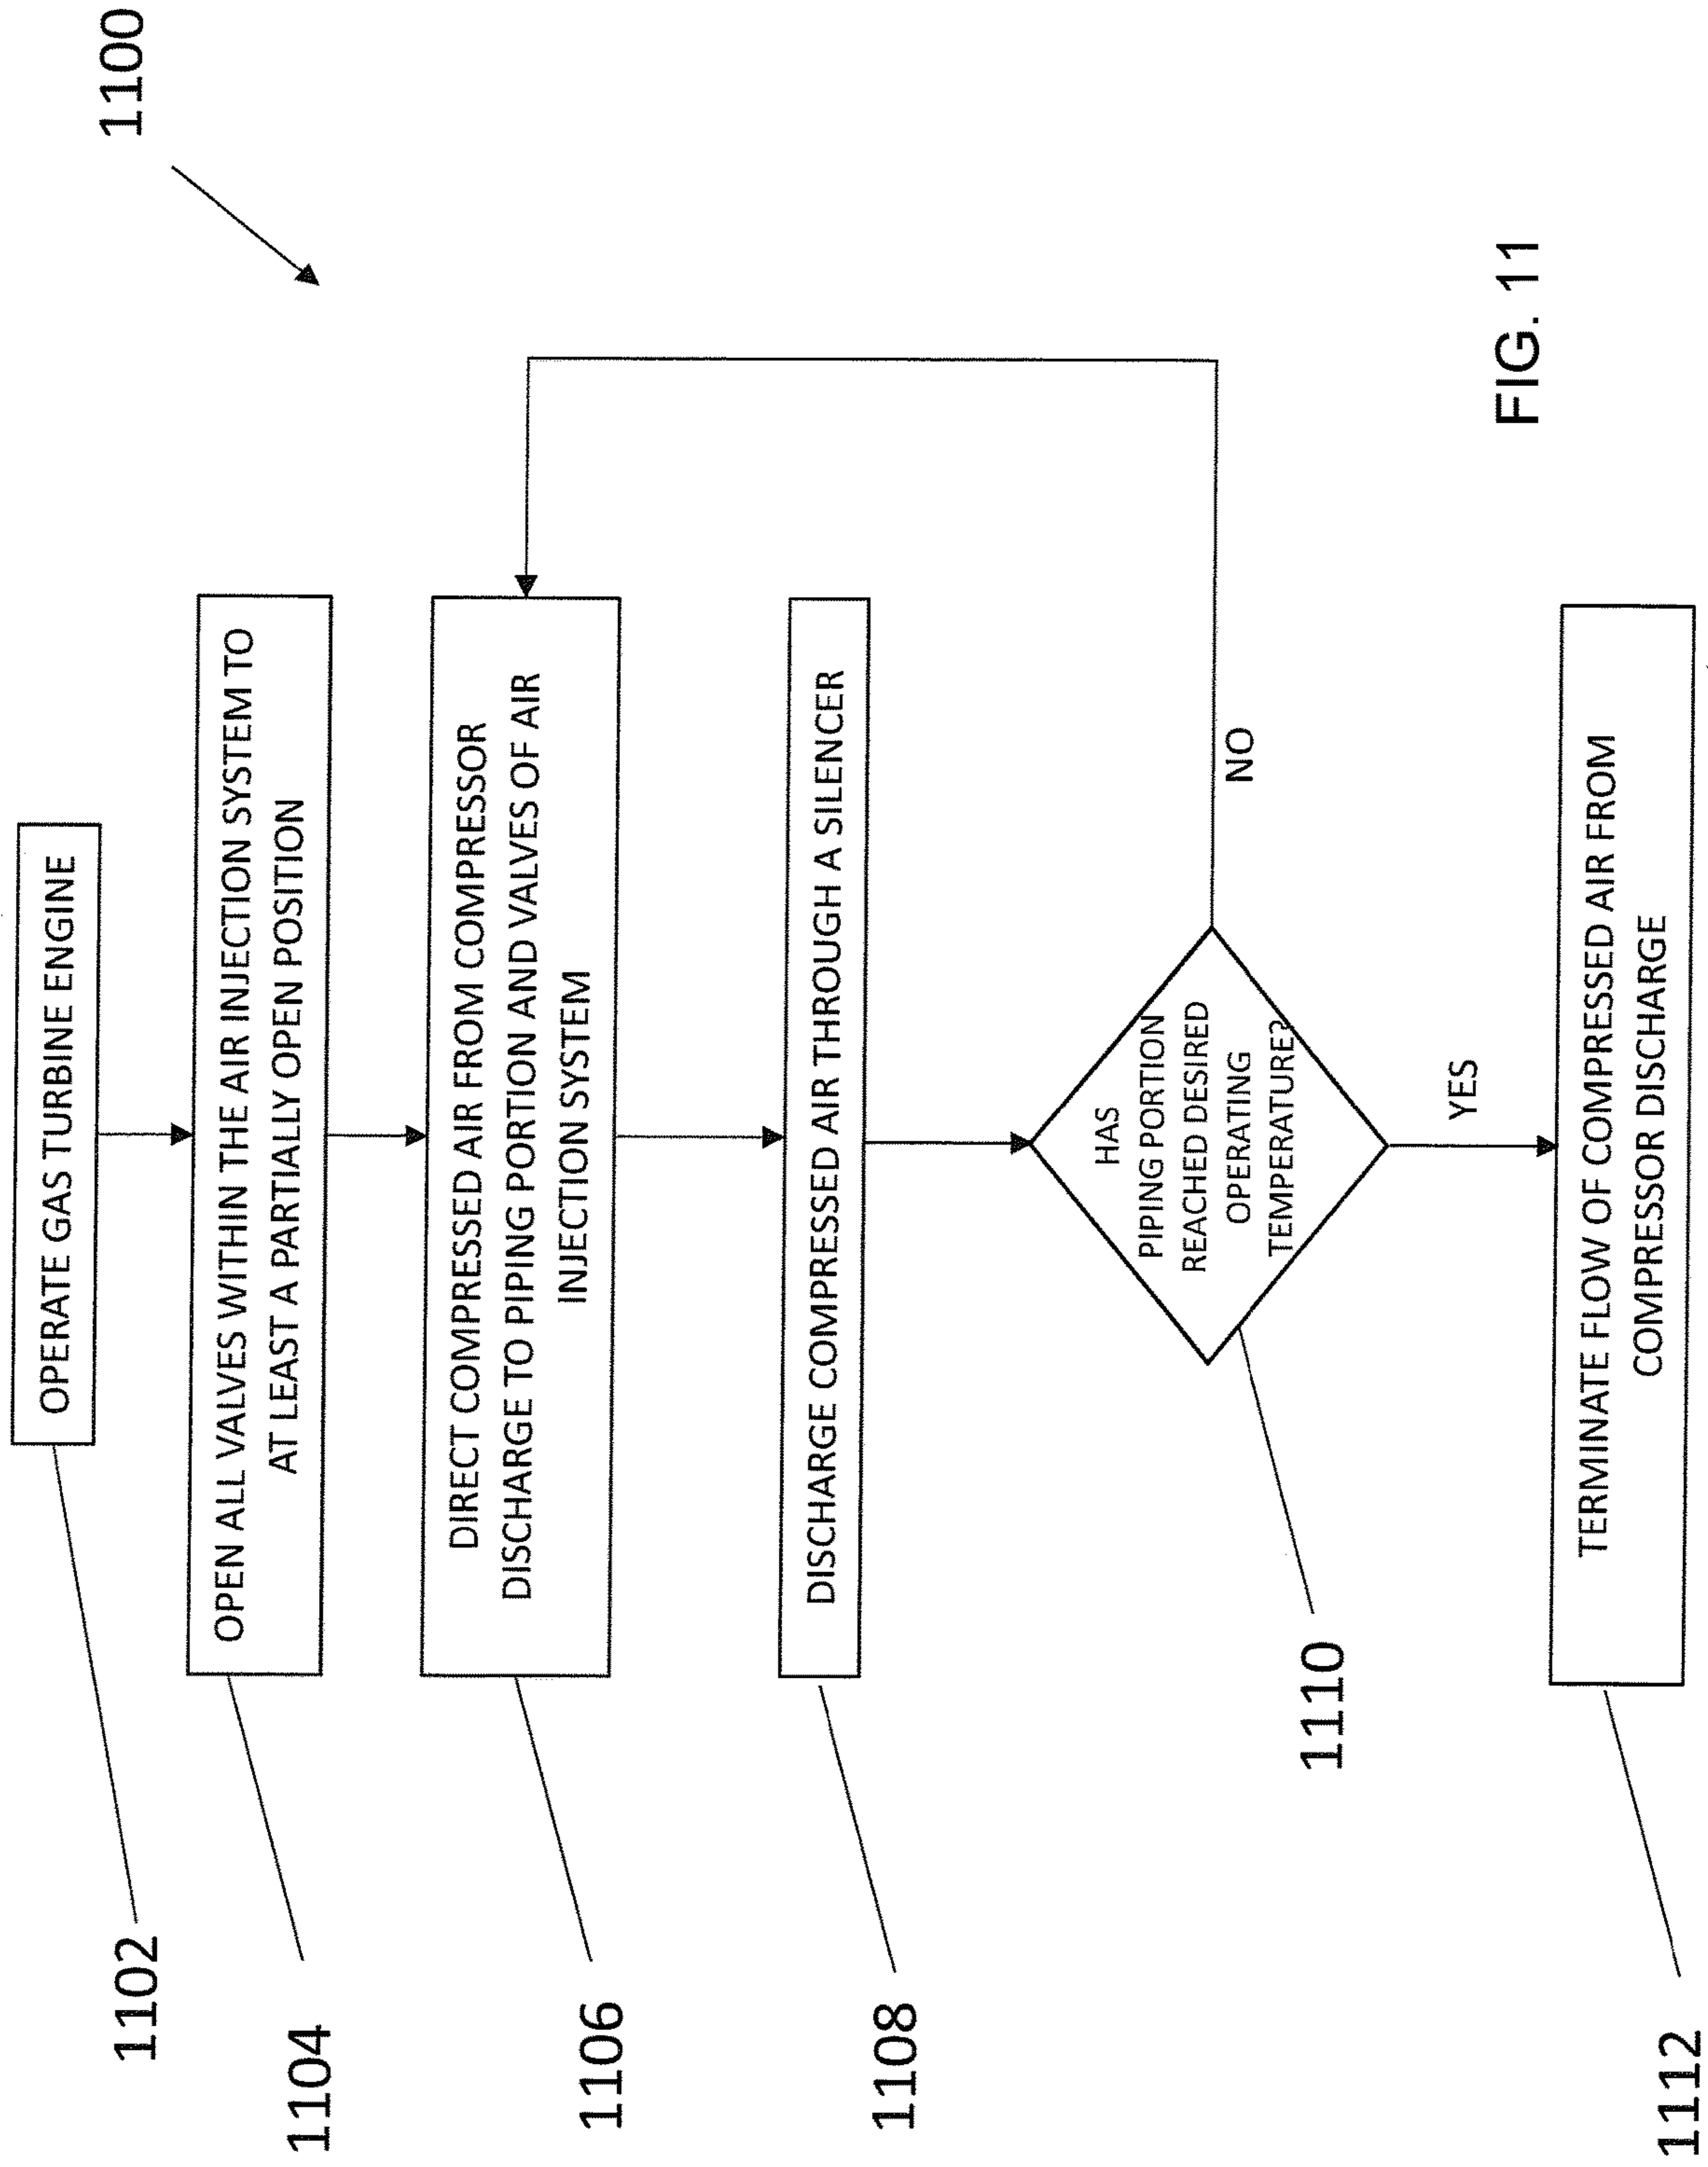 1100
1102
OPERATE GAS TURBINE ENGINE
1104
OPEN ALL VALVES WITHIN THE AIR INJECTION SYSTEM TO
AT LEAST A PARTIALLY OPEN POSITION
1106
DIRECT COMPRESSED AIR FROM COMPRESSOR
DISCHARGE TO PIPING PORTION AND VALVES OF AIR
INJECTION SYSTEM
1108
DISCHARGE COMPRESSED AIR THROUGH A SILENCER
1110
HAS
PIPING PORTION
REACHED DESIRED
OPERATING
TEMPERATURE?
NO
YES
1112
TERMINATE FLOW OF COMPRESSED AIR FROM
COMPRESSOR DISCHARGE
FIG. 11